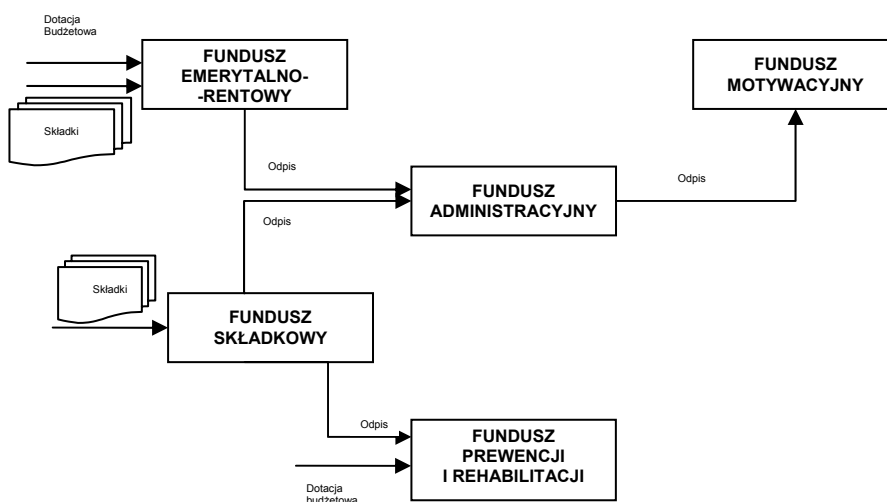 Dotacja
Budżetowa
FUNDUSZ
EMERYTALNO-
-RENTOWY
FUNDUSZ
MOTYWACYJNY
Składki
Odpis
FUNDUSZ
ADMINISTRACYJNY
Odpis
Odpis
Składki
FUNDUSZ
SKŁADKOWY
Odpis
FUNDUSZ
PREWENCJI
I REHABILITACJI
Dotacja
budżetowa